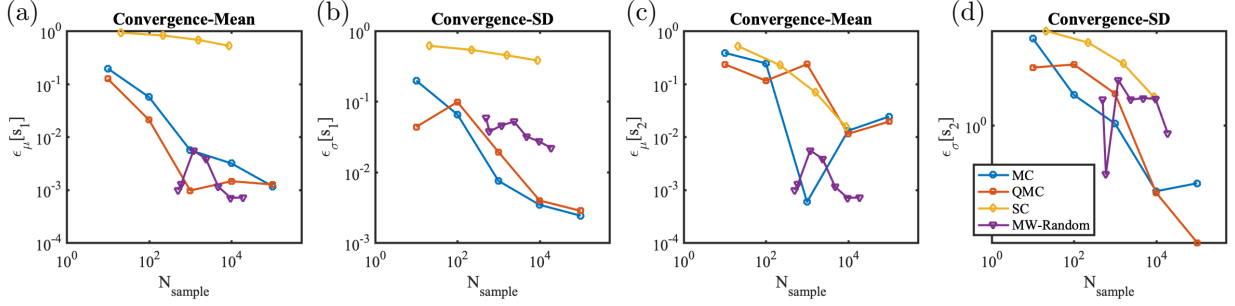 (a) Convergence-Mean
ϵ_μ[s_1]
10^0
10^-1
10^-2
10^-3
10^-4
10^0 10^2 10^4
N_sample
(b) Convergence-SD
ϵ_σ[s_1]
10^0
10^-1
10^-2
10^-3
10^0 10^2 10^4
N_sample
(c) Convergence-Mean
ϵ_μ[s_2]
10^0
10^-1
10^-2
10^-3
10^-4
10^0 10^2 10^4
N_sample
(d) Convergence-SD
ϵ_σ[s_2]
10^0
MC
QMC
SC
MW-Random
10^0 10^2 10^4
N_sample